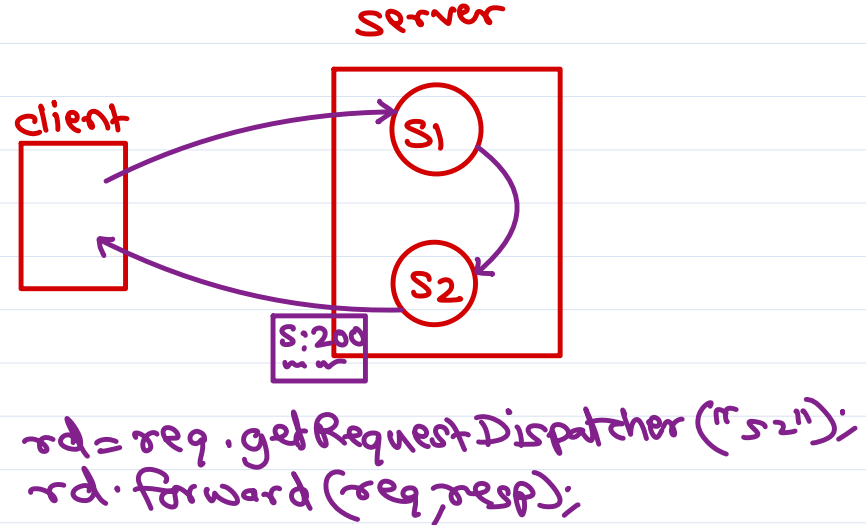 server
client
S1
S2
S:200
rd=req.getRequestDispatcher("s2");
rd.forward(req,resp);